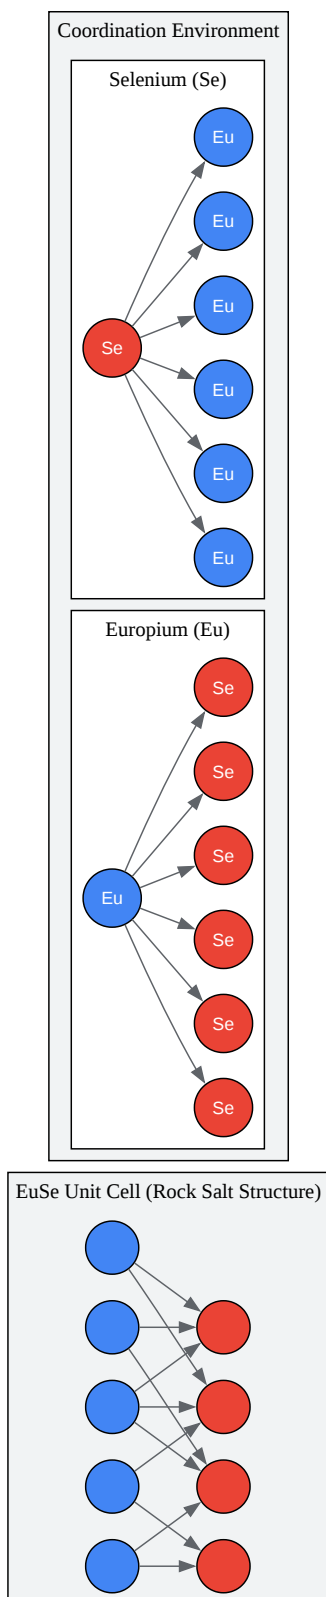 Coordination Environment
Selenium (Se)
Eu
Eu
Eu
Se
Eu
Eu
Eu
Europium (Eu)
Se
Se
Se
Eu
Se
Se
Se
EuSe Unit Cell (Rock Salt Structure)